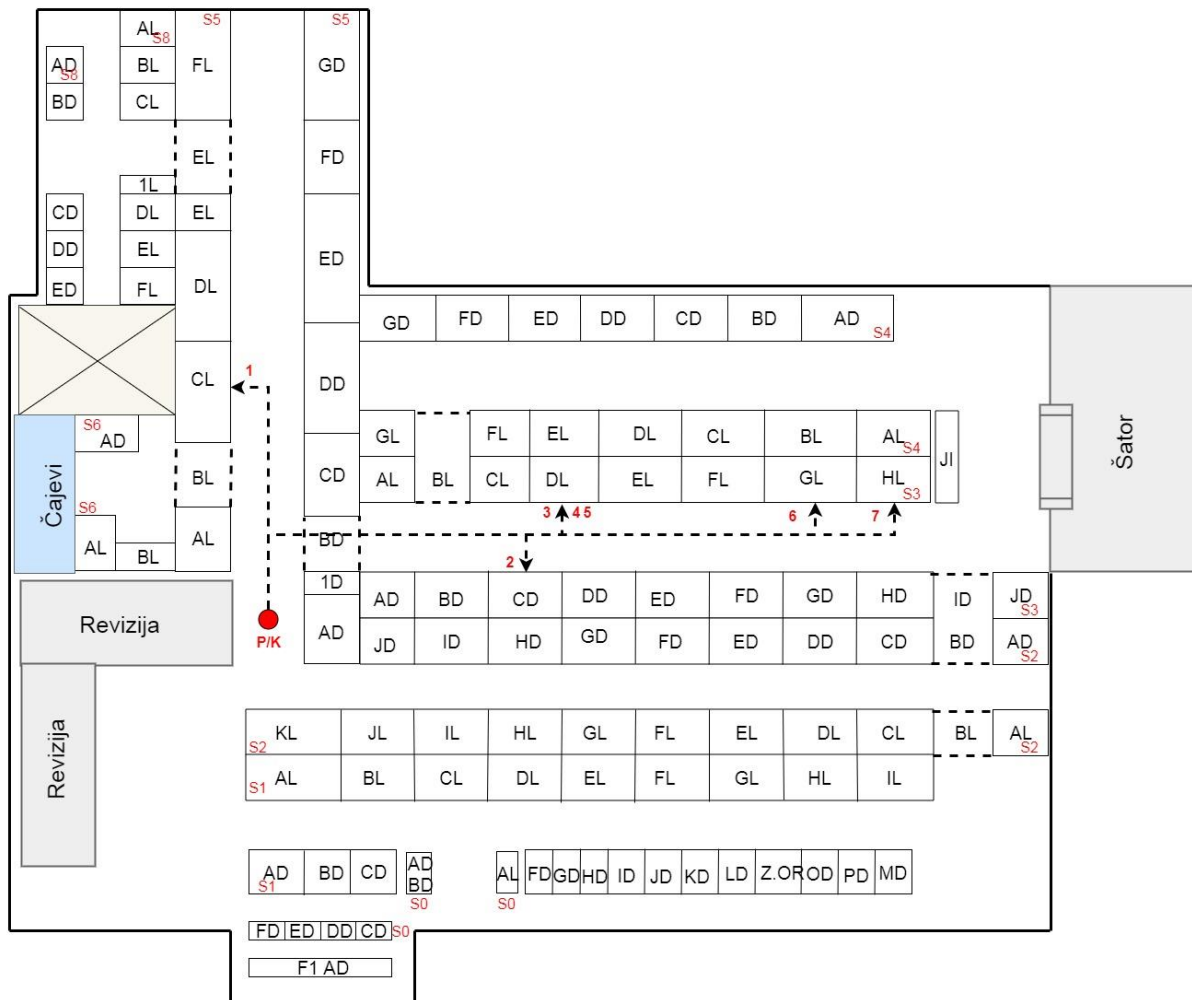 AL S8
S5
S5
AD S8
BL
FL
GD
BD
CL
EL
FD
1L
CD
DL
EL
DD
EL
DL
ED
ED
FL
GD
FD
ED
DD
CD
BD
AD
S4
CL
1
DD
S6
AD
GL
FL
EL
DL
CL
BL
AL
S4
JI
Šator
Čajevi
BL
CD
AL
BL
CL
DL
EL
FL
GL
HL
S3
S6
3
4 5
6
7
AL
BL
AL
BD
2
1D
AD
BD
CD
DD
ED
FD
GD
HD
ID
JD
S3
Revizija
P/K
AD
JD
ID
HD
GD
FD
ED
DD
CD
BD
AD
S2
Revizija
S2
KL
JL
IL
HL
GL
FL
EL
DL
CL
BL
AL
S2
S1
AL
BL
CL
DL
EL
FL
GL
HL
IL
AD
S1
BD
CD
AD
BD
S0
AL
S0
FD
GD
HD
ID
JD
KD
LD
Z.OR
OD
PD
MD
FD
ED
DD
CD
S0
F1 AD